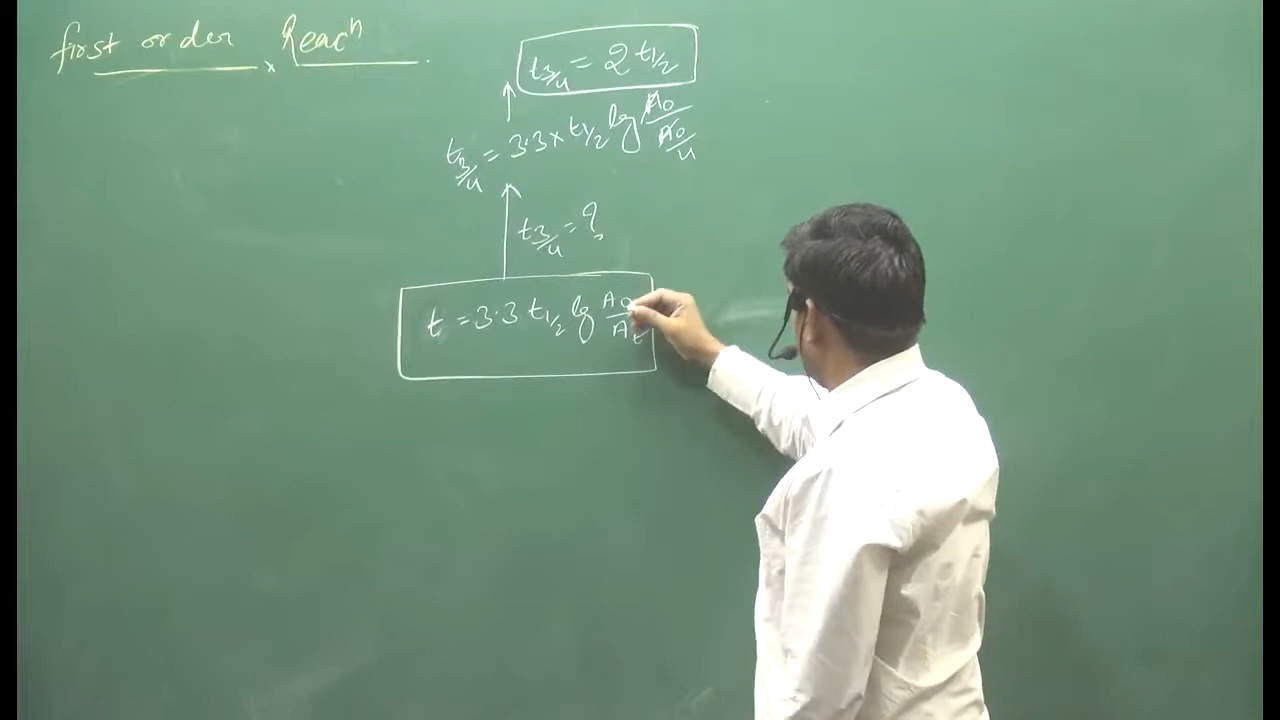 first order Reacⁿ
t3/4 = 2 t1/2
t3/4 = 3.3 x t1/2 log A0/A0/4
t3/4 = ?
t = 3.3 t1/2 log A0/At